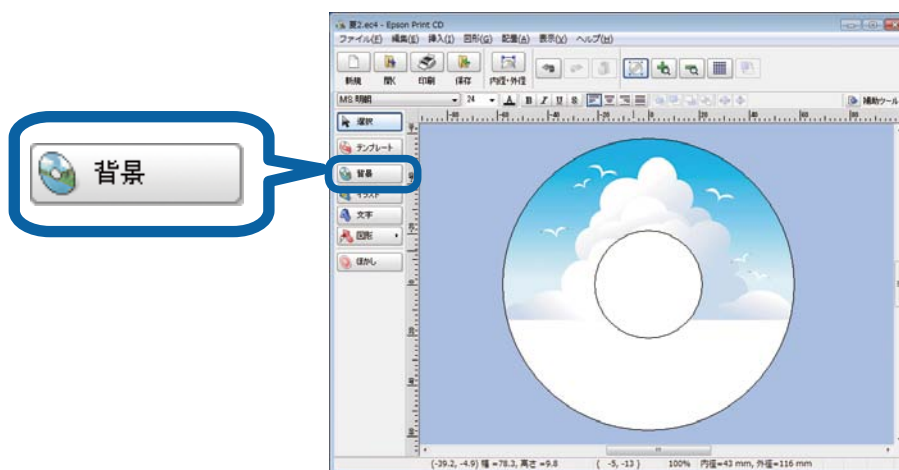 夏2.ec4 - Epson Print CD
ファイル(F) 編集(E) 挿入(I) 図形(G) 配置(A) 表示(V) ヘルプ(H)
新規 開く 印刷 保存 内径・外径
MS 明朝 24 A B I U S 補助ツール
選択
テンプレート
背景
背景
イラスト
文字
図形
ぼかし
(-39.2, -4.9) 幅 =78.3, 高さ =9.8 ( -5, -13 ) 100% 内径=43 mm, 外径=116 mm